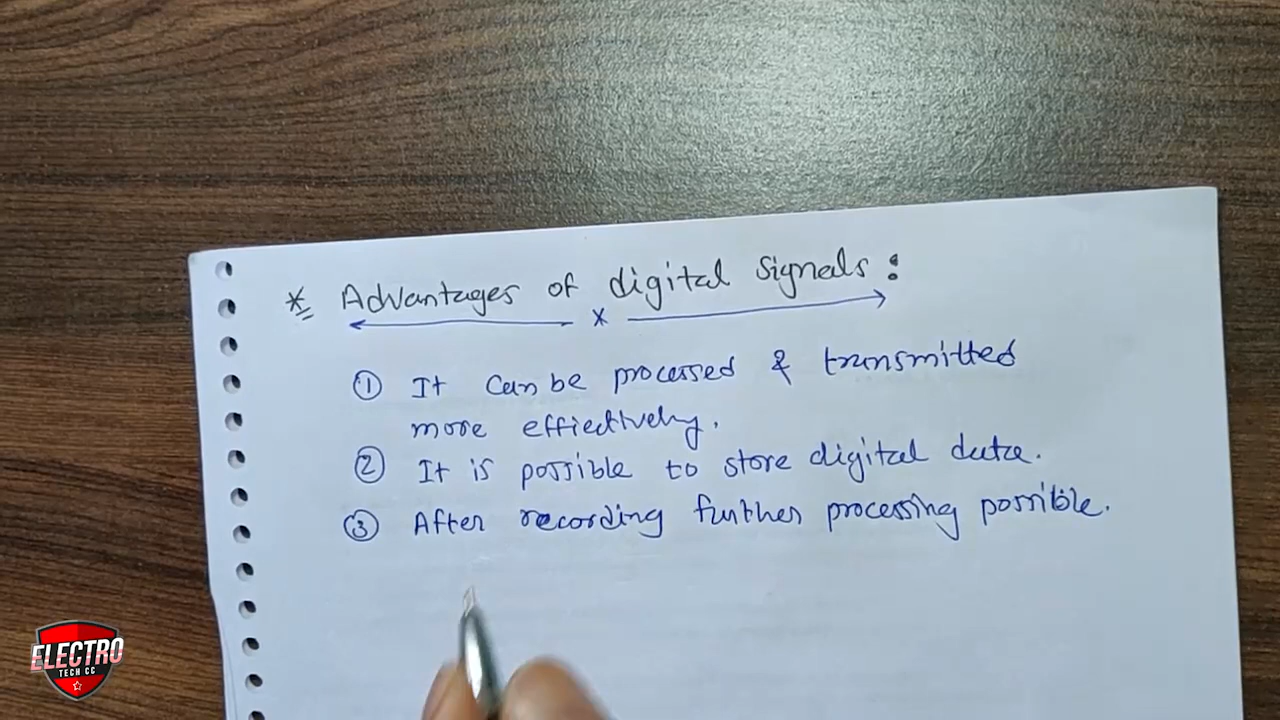 * Advantages of digital signals :
① It can be processed & transmitted
more effiectively.
② It is possible to store digital data.
③ After recording further processing possible.
ELECTRO
TECH CC